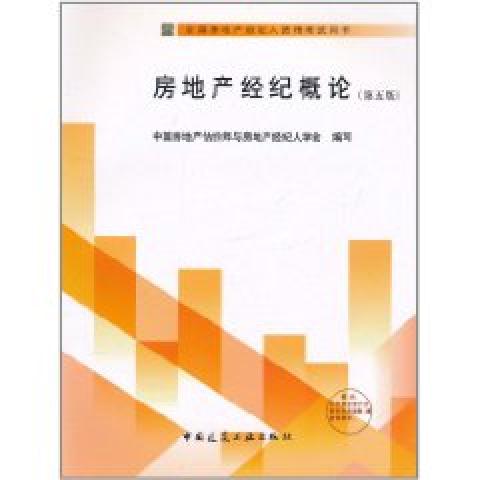 全国房地产经纪人资格考试用书
房地产经纪概论（第五版）
中国房地产估价师与房地产经纪人学会 编写
中国建筑工业出版社